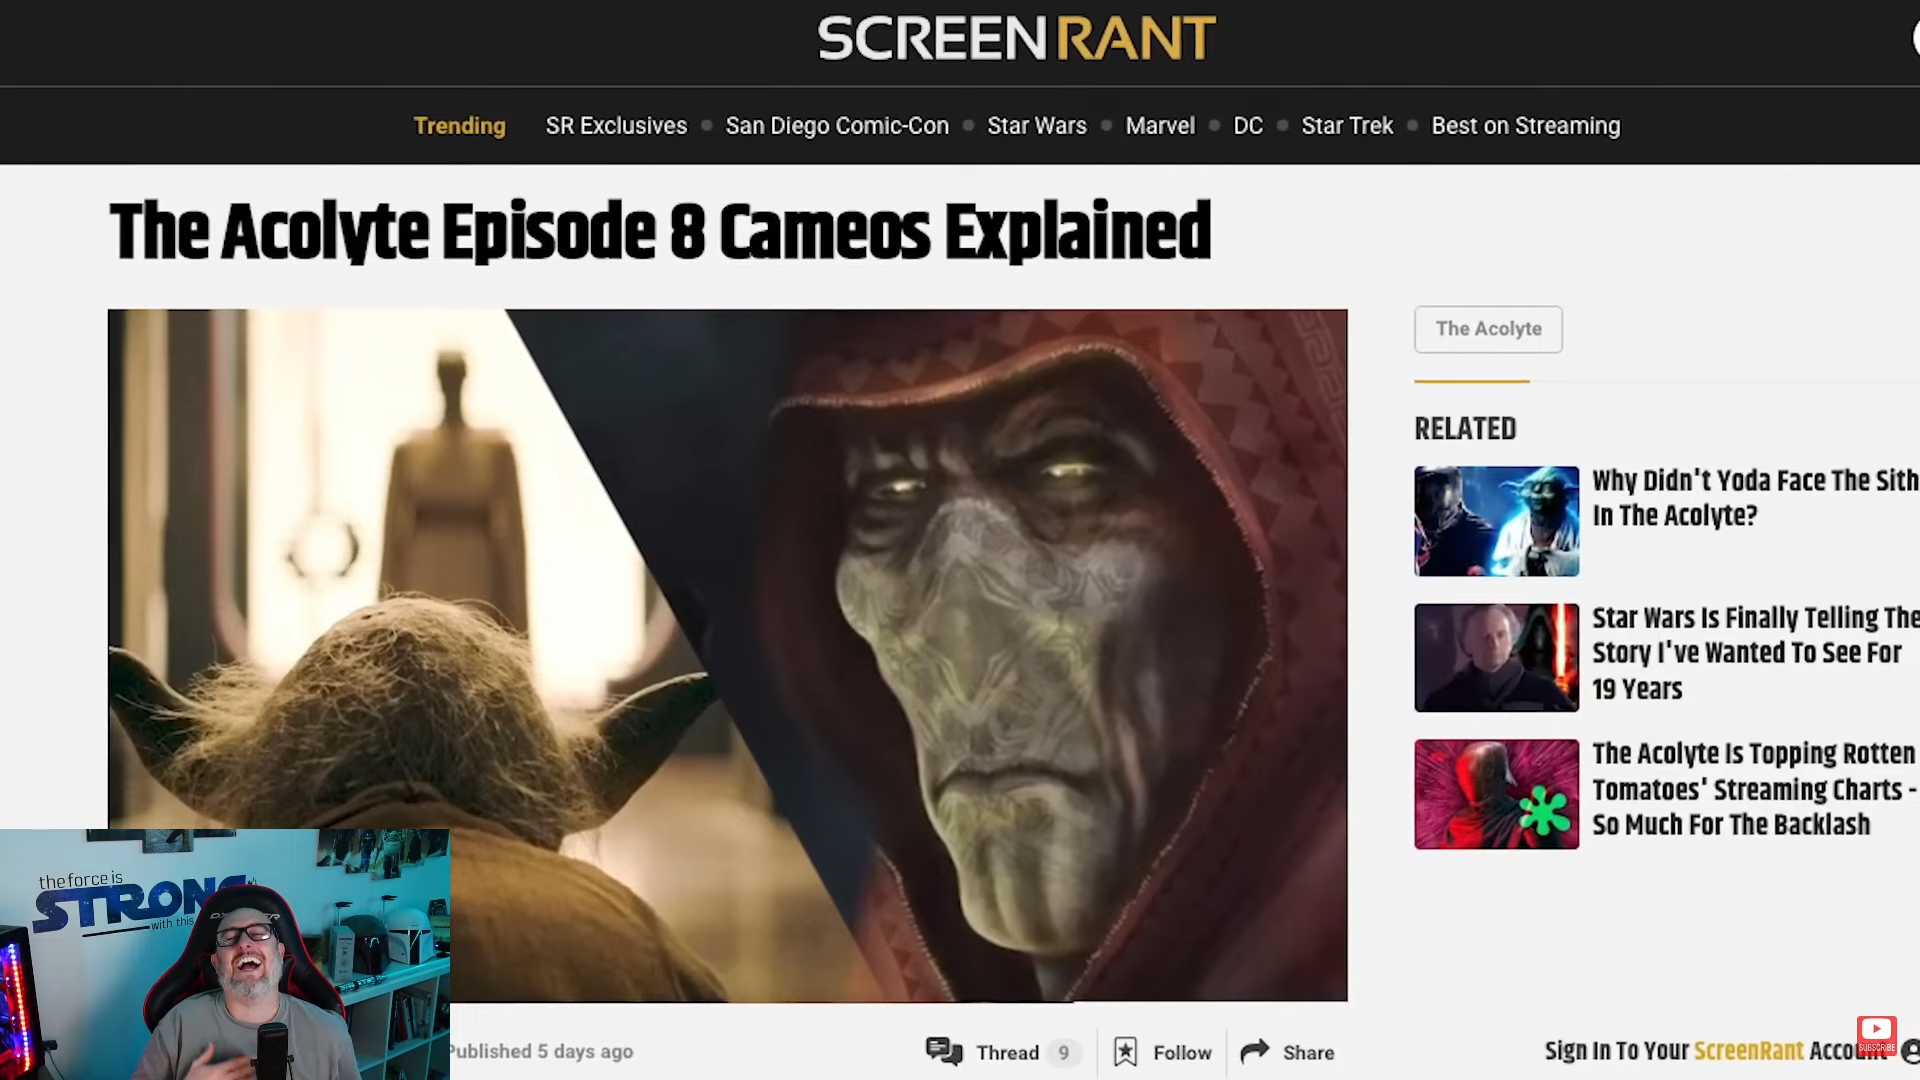 SCREENRANT
Trending SR Exclusives San Diego Comic-Con Star Wars Marvel DC Star Trek Best on Streaming
The Acolyte Episode 8 Cameos Explained
The Acolyte
RELATED
Why Didn't Yoda Face The Sith
In The Acolyte?
Star Wars Is Finally Telling The
Story I've Wanted To See For
19 Years
The Acolyte Is Topping Rotten
Tomatoes' Streaming Charts -
So Much For The Backlash
the force is
STRONG
with this
Published 5 days ago
Thread 9
Follow
Share
Sign In To Your ScreenRant Account
SUBSCRIBE